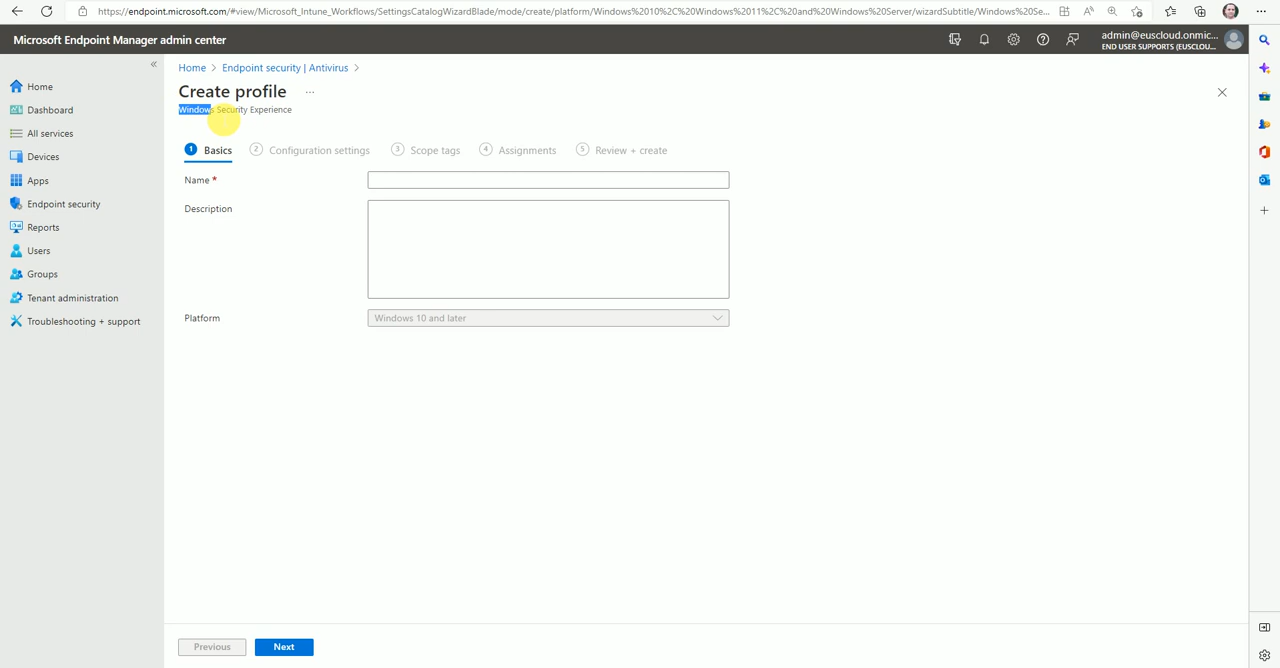 https://endpoint.microsoft.com/#view/Microsoft_Intune_Workflows/SettingsCatalogWizardBlade/mode/create/platform/Windows%2010%2C%20Windows%2011%2C%20and%20Windows%20Server/wizardSubtitle/Windows%20Se...
Microsoft Endpoint Manager admin center
admin@euscloud.onmic...
END USER SUPPORTS (EUSCLOU...
Home > Endpoint security | Antivirus >
Create profile ...
Windows Security Experience
Home
Dashboard
All services
Devices
Apps
Endpoint security
Reports
Users
Groups
Tenant administration
Troubleshooting + support
1 Basics 2 Configuration settings 3 Scope tags 4 Assignments 5 Review + create
Name *
Description
Platform Windows 10 and later
Previous Next